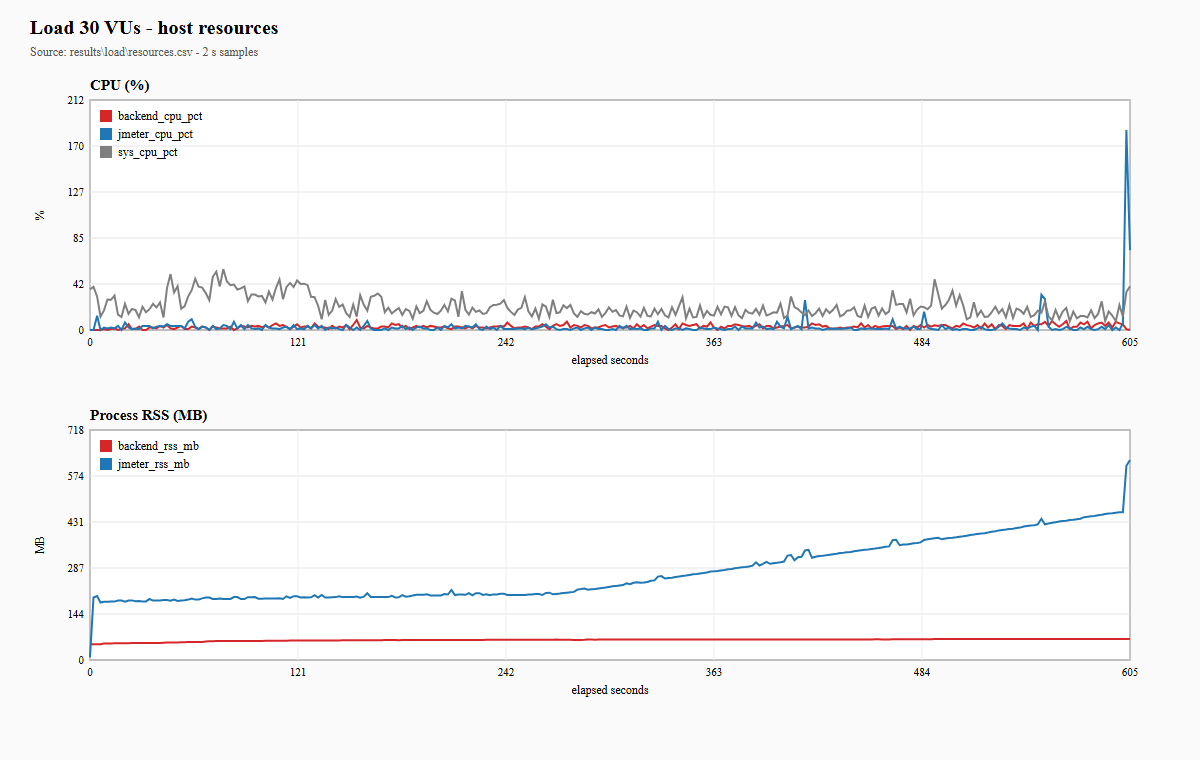 Load 30 VUs - host resources
Source: results\load\resources.csv - 2 s samples
CPU (%)
212
170
127
85
42
0
%
backend_cpu_pct
jmeter_cpu_pct
sys_cpu_pct
0 121 242 363 484 605
elapsed seconds
Process RSS (MB)
718
574
431
287
144
0
MB
backend_rss_mb
jmeter_rss_mb
0 121 242 363 484 605
elapsed seconds